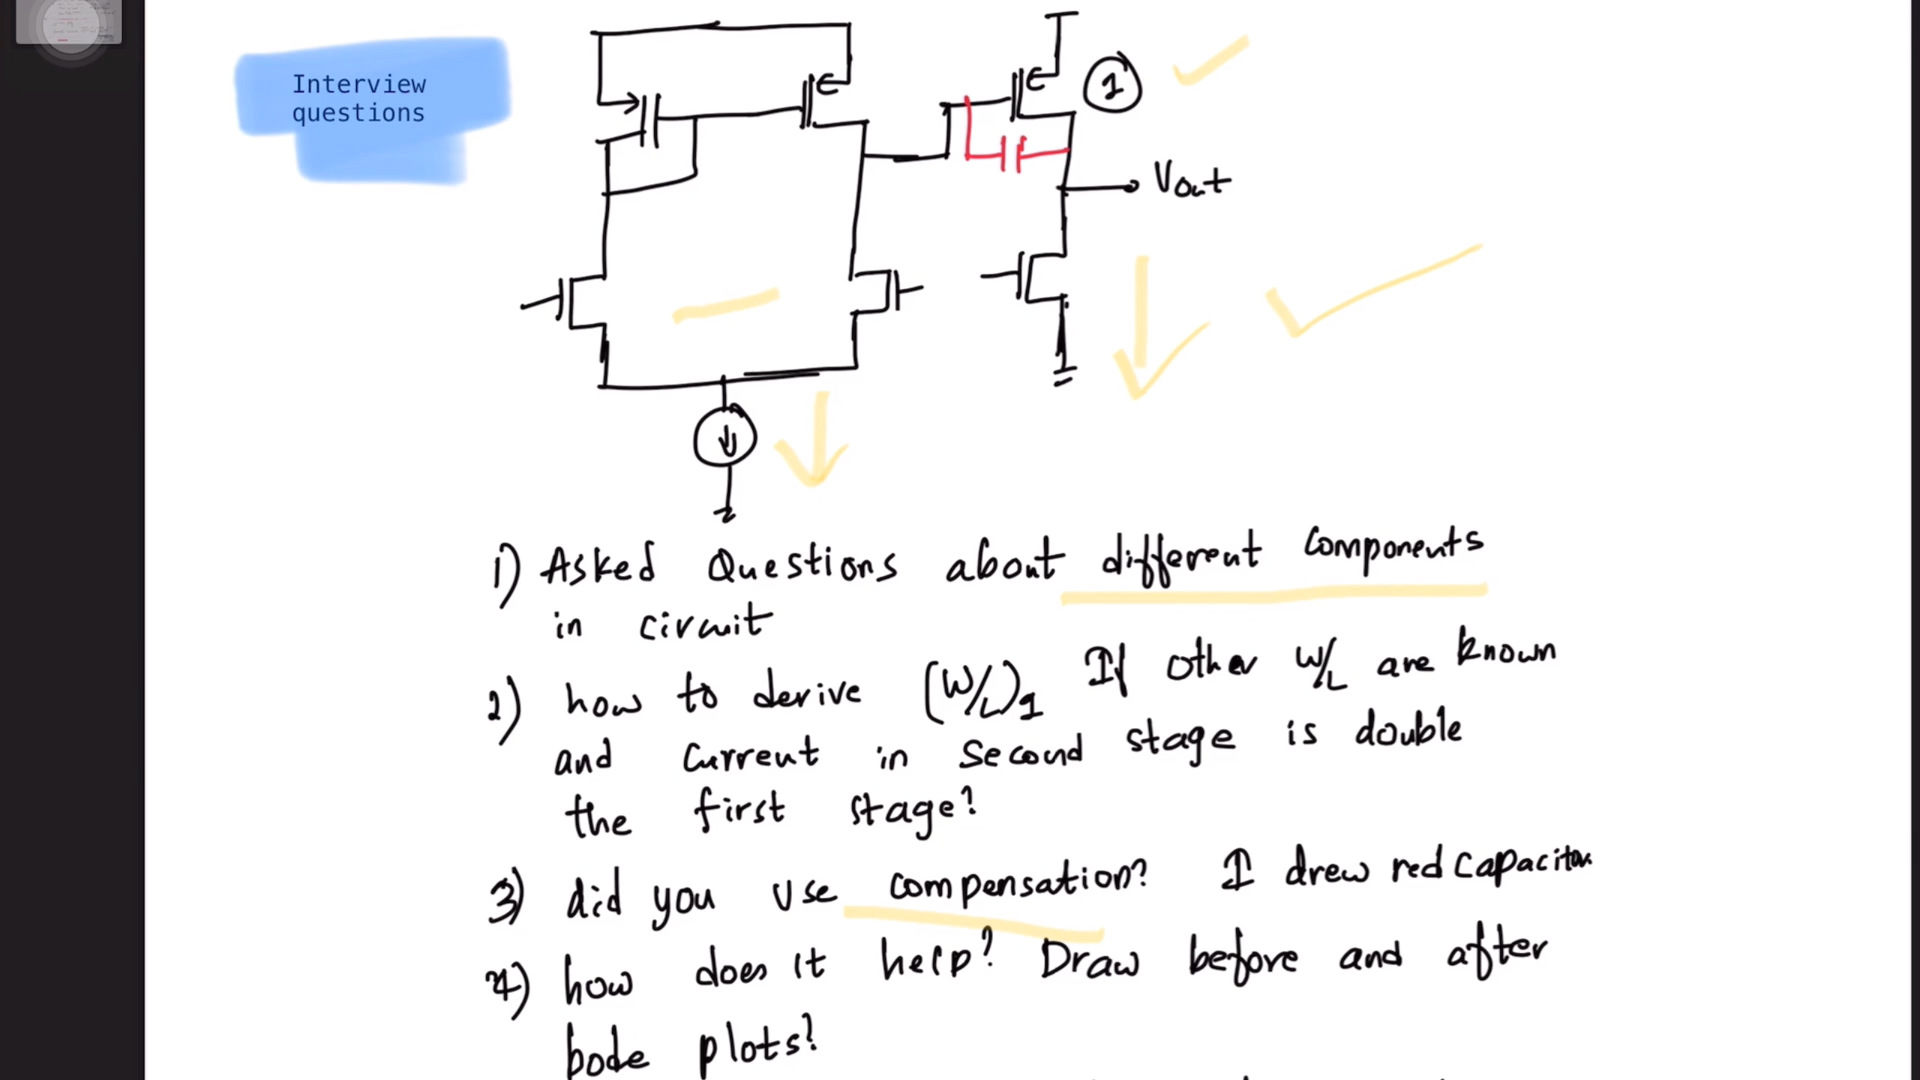 Interview
questions
1
Vout
1) Asked Questions about different Components
in circuit
2) how to derive (W/L)1 If other W/L are known
and Current in Second stage is double
the first stage?
3) did you use compensation? I drew red capacitor
4) how does it help? Draw before and after
bode plots?